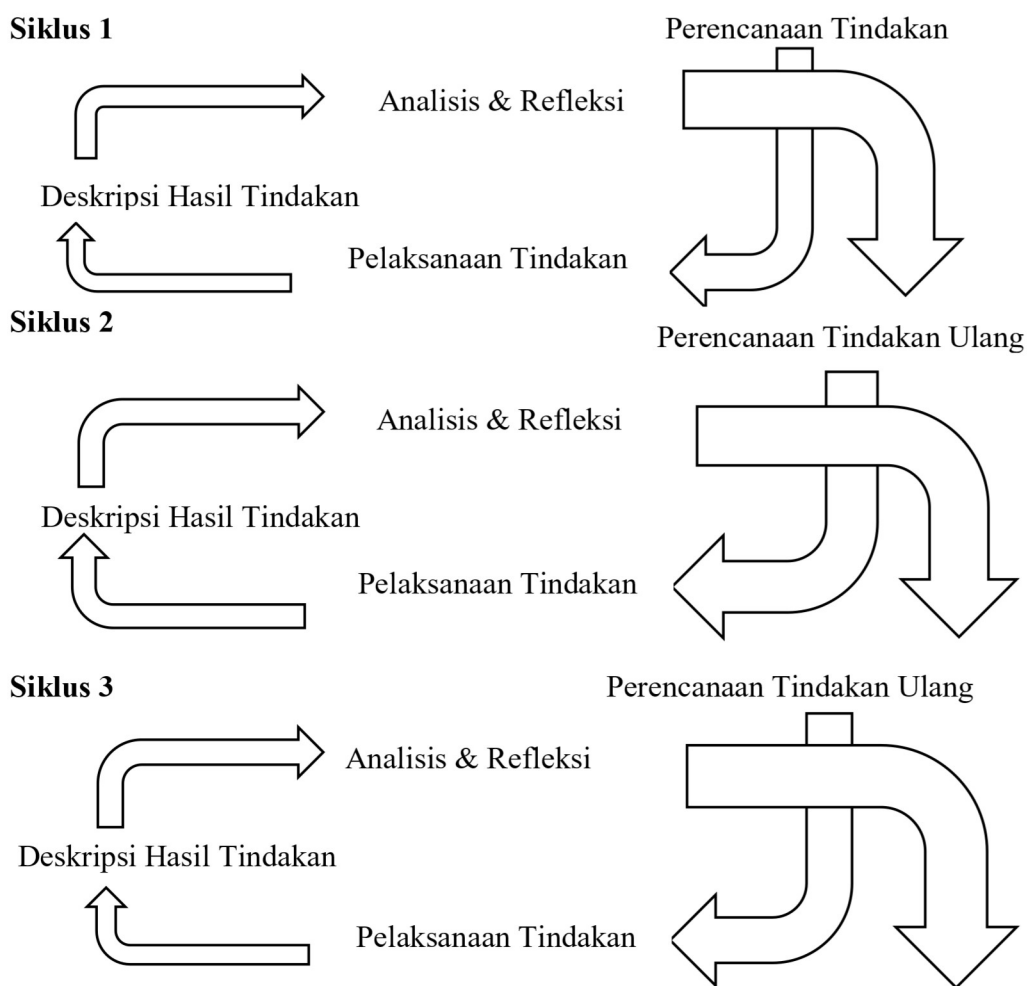 Siklus 1
Perencanaan Tindakan
Analisis & Refleksi
Deskripsi Hasil Tindakan
Pelaksanaan Tindakan
Siklus 2
Perencanaan Tindakan Ulang
Analisis & Refleksi
Deskripsi Hasil Tindakan
Pelaksanaan Tindakan
Siklus 3
Perencanaan Tindakan Ulang
Analisis & Refleksi
Deskripsi Hasil Tindakan
Pelaksanaan Tindakan